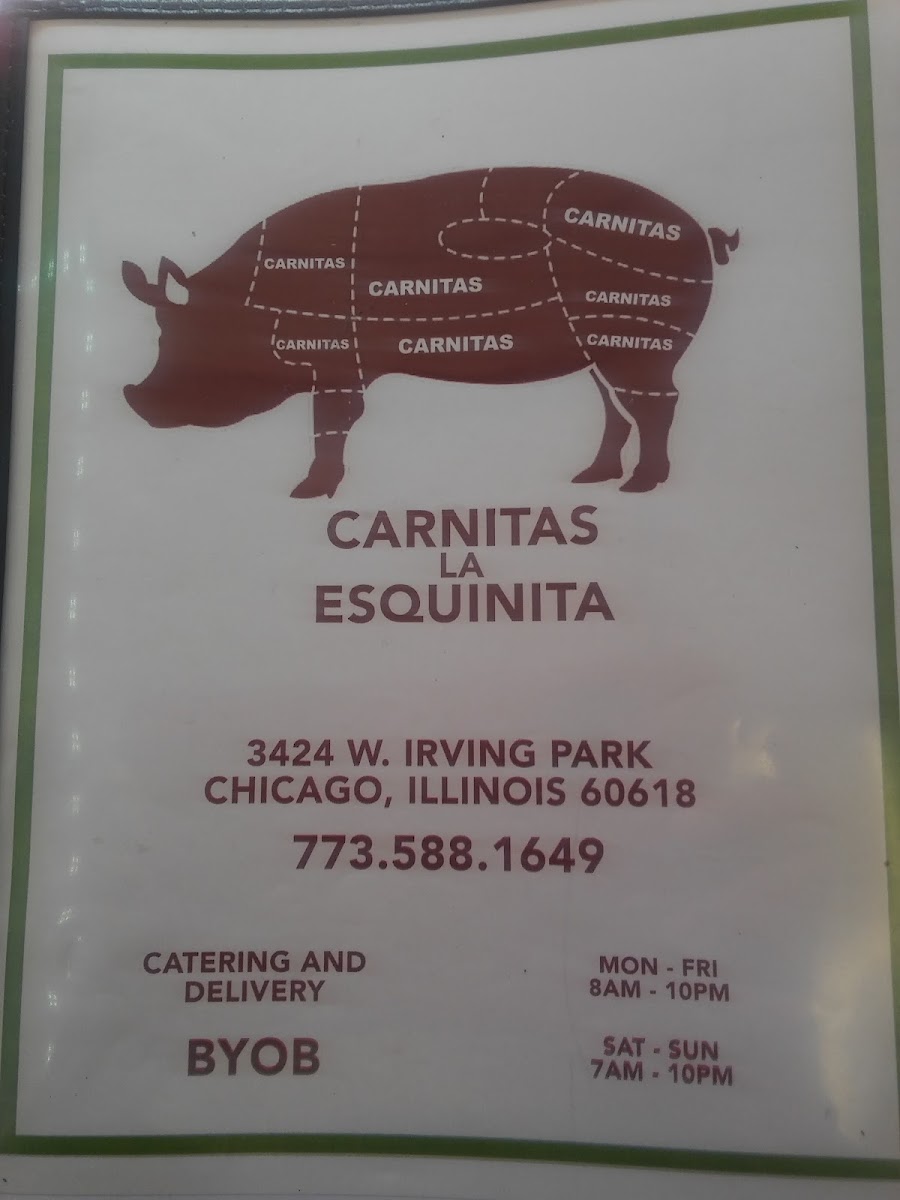 CARNITAS
CARNITAS
CARNITAS
CARNITAS
CARNITAS
CARNITAS
CARNITAS
CARNITAS
LA
ESQUINITA
3424 W. IRVING PARK
CHICAGO, ILLINOIS 60618
773.588.1649
CATERING AND
DELIVERY
BYOB
MON - FRI
8AM - 10PM
SAT - SUN
7AM - 10PM